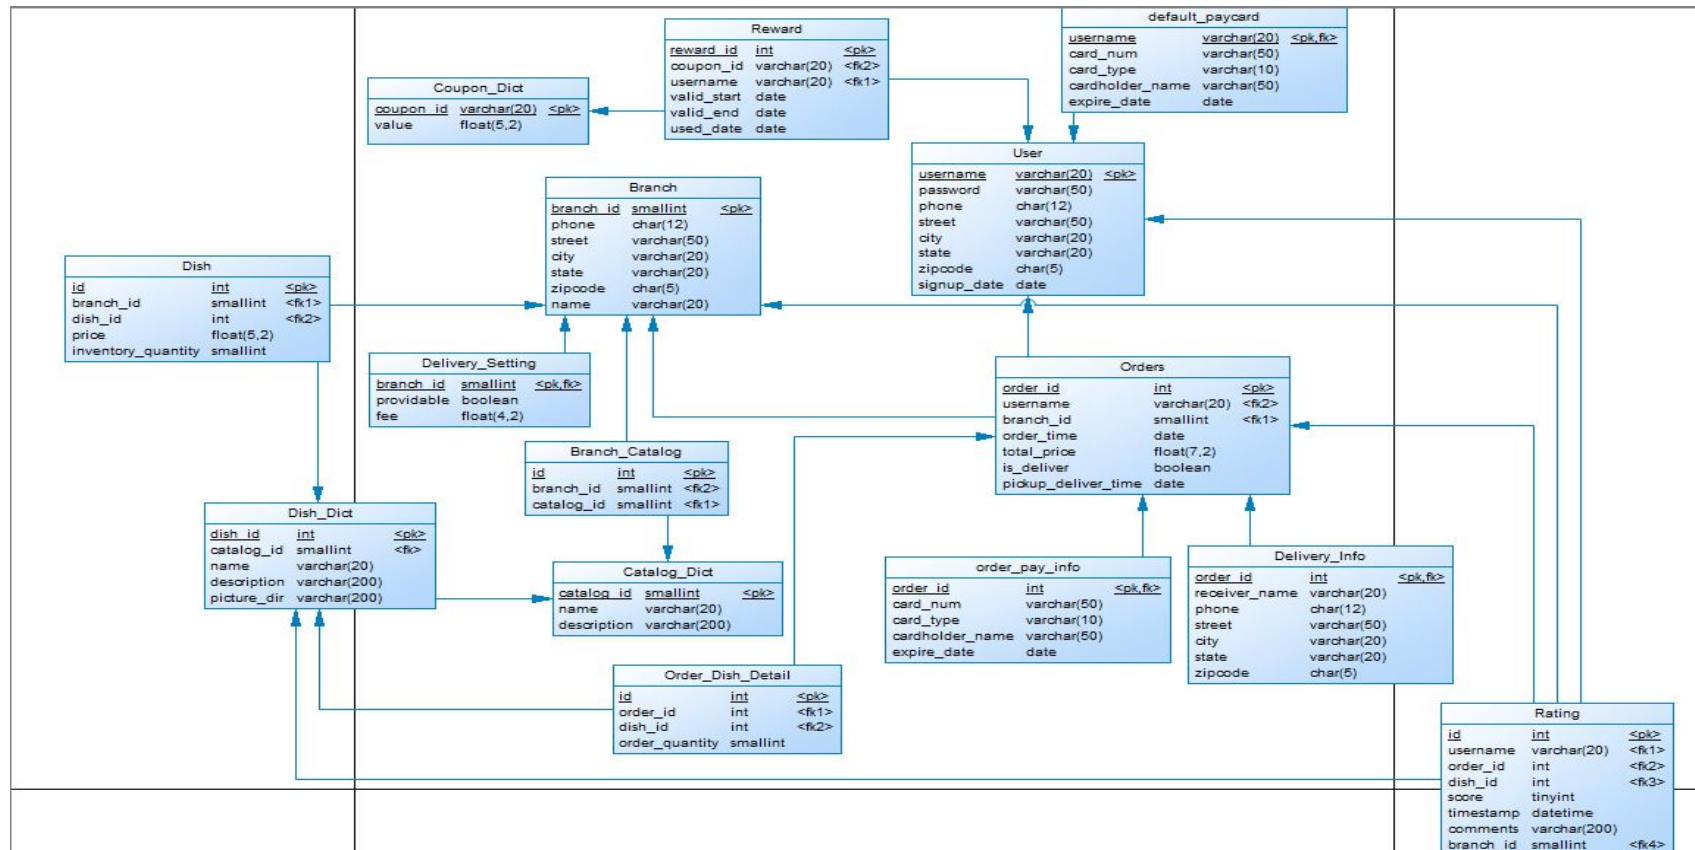 default_paycard
username varchar(20) <pk,fk>
card_num varchar(50)
card_type varchar(10)
cardholder_name varchar(50)
expire_date date
Reward
reward_id int <pk>
coupon_id varchar(20) <fk2>
username varchar(20) <fk1>
valid_start date
valid_end date
used_date date
Coupon_Dict
coupon_id varchar(20) <pk>
value float(5,2)
User
username varchar(20) <pk>
password varchar(50)
phone char(12)
street varchar(50)
city varchar(20)
state varchar(20)
zipcode char(5)
signup_date date
Branch
branch_id smallint <pk>
phone char(12)
street varchar(50)
city varchar(20)
state varchar(20)
zipcode char(5)
name varchar(20)
Dish
id int <pk>
branch_id smallint <fk1>
dish_id int <fk2>
price float(5,2)
inventory_quantity smallint
Delivery_Setting
branch_id smallint <pk,fk>
providable boolean
fee float(4,2)
Orders
order_id int <pk>
username varchar(20) <fk2>
branch_id smallint <fk1>
order_time date
total_price float(7,2)
is_deliver boolean
pickup_deliver_time date
Branch_Catalog
id int <pk>
branch_id smallint <fk2>
catalog_id smallint <fk1>
Dish_Dict
dish_id int <pk>
catalog_id smallint <fk>
name varchar(20)
description varchar(200)
picture_dir varchar(200)
Catalog_Dict
catalog_id smallint <pk>
name varchar(20)
description varchar(200)
order_pay_info
order_id int <pk,fk>
card_num varchar(50)
card_type varchar(10)
cardholder_name varchar(50)
expire_date date
Delivery_Info
order_id int <pk,fk>
receiver_name varchar(20)
phone char(12)
street varchar(50)
city varchar(20)
state varchar(20)
zipcode char(5)
Order_Dish_Detail
id int <pk>
order_id int <fk1>
dish_id int <fk2>
order_quantity smallint
Rating
id int <pk>
username varchar(20) <fk1>
order_id int <fk2>
dish_id int <fk3>
score tinyint
timestamp datetime
comments varchar(200)
branch_id smallint <fk4>